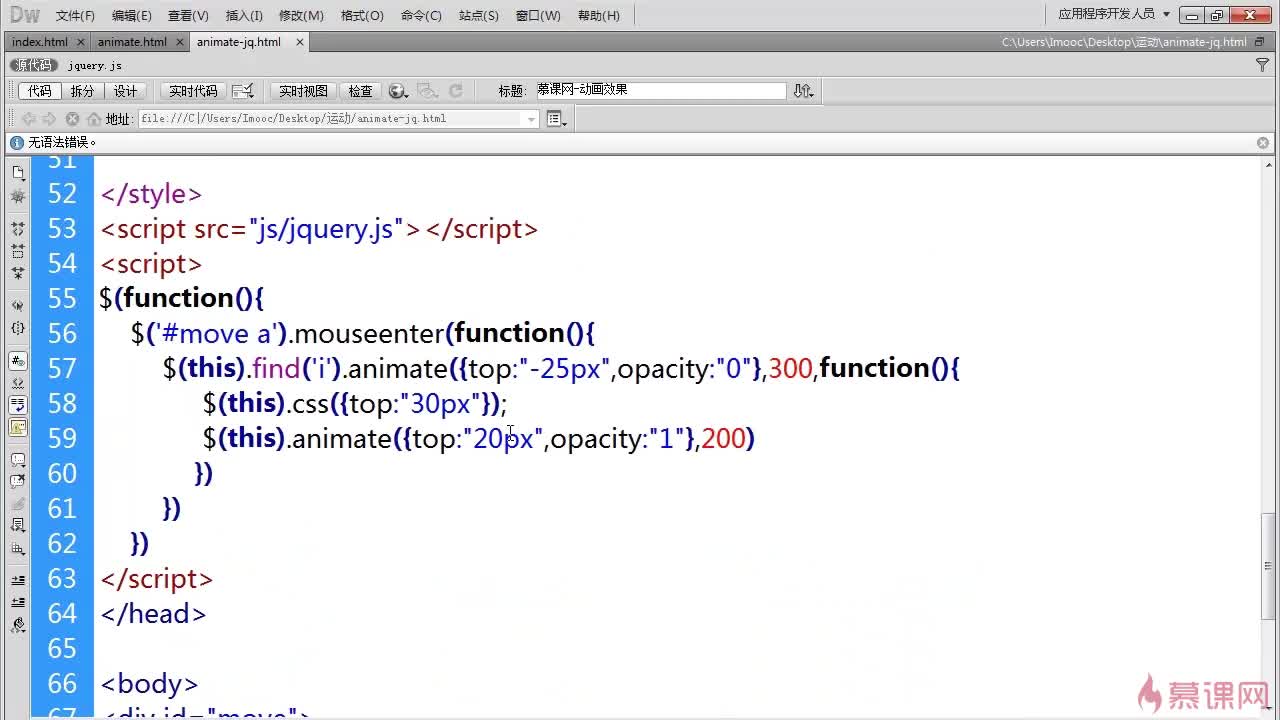 Dw 文件(F) 编辑(E) 查看(V) 插入(I) 修改(M) 格式(O) 命令(C) 站点(S) 窗口(W) 帮助(H) 应用程序开发人员
index.html × animate.html × animate-jq.html × C:\Users\Imooc\Desktop\运动\animate-jq.html
源代码 jquery.js
代码 拆分 设计 实时代码 实时视图 检查 标题: 慕课网-动画效果
地址: file:///C|/Users/Imooc/Desktop/运动/animate-jq.html
无语法错误。
51
52 </style>
53 <script src="js/jquery.js"></script>
54 <script>
55 $(function(){
56 $('#move a').mouseenter(function(){
57 $(this).find('i').animate({top:"-25px",opacity:"0"},300,function(){
58 $(this).css({top:"30px"});
59 $(this).animate({top:"20px",opacity:"1"},200)
60 })
61 })
62 })
63 </script>
64 </head>
65
66 <body>
67 <div id="move">
慕课网